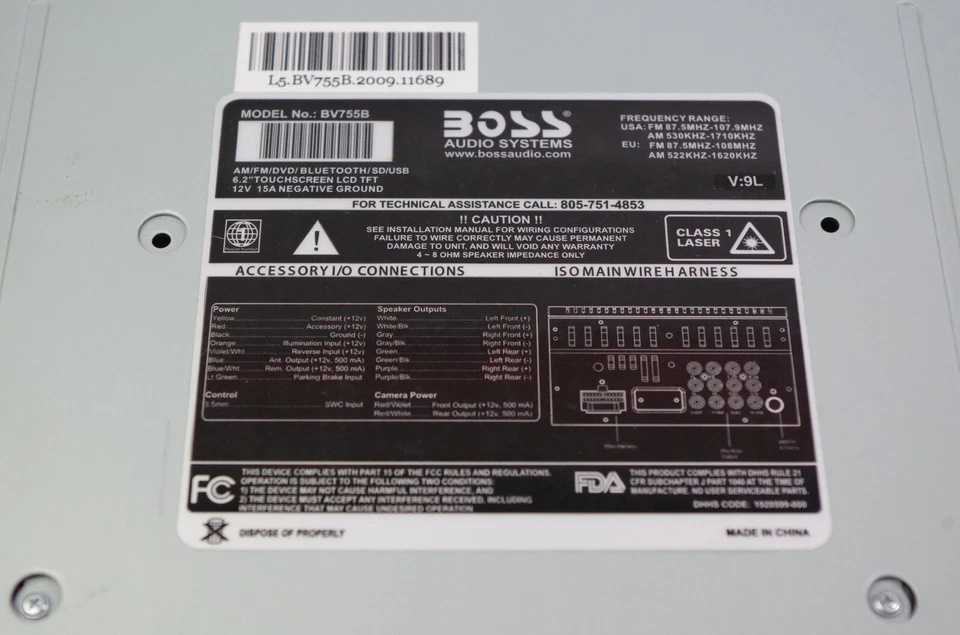 L5.BV755B.2009.11689
MODEL No.: BV755B
BOSS®
AUDIO SYSTEMS
www.bossaudio.com
FREQUENCY RANGE:
USA: FM 87.5MHZ-107.9MHZ
AM 530KHZ-1710KHZ
EU: FM 87.5MHZ-108MHZ
AM 522KHZ-1620KHZ
AM/FM/DVD/BLUETOOTH/SD/USB
6.2"TOUCHSCREEN LCD TFT
12V 15A NEGATIVE GROUND
V:9L
FOR TECHNICAL ASSISTANCE CALL: 805-751-4853
!! CAUTION !!
SEE INSTALLATION MANUAL FOR WIRING CONFIGURATIONS
FAILURE TO WIRE CORRECTLY MAY CAUSE PERMANENT
DAMAGE TO UNIT, AND WILL VOID ANY WARRANTY
4 ~ 8 OHM SPEAKER IMPEDANCE ONLY
CLASS 1
LASER
ACCESSORY I/O CONNECTIONS
ISO MAIN WIRE HARNESS
Power
Yellow Constant (+12v)
Red Accessory (+12v)
Black Ground (-)
Orange Illumination Input (+12v)
Violet/Wht Reverse Input (+12v)
Blue Ant. Output (+12v, 500 mA)
Blue/Wht Rem. Output (+12v, 500 mA)
Lt Green Parking Brake Input
Control
3.5mm SWC Input
Speaker Outputs
White Left Front (+)
White/Blk Left Front (-)
Gray Right Front (+)
Gray/Blk Right Front (-)
Green Left Rear (+)
Green/Blk Left Rear (-)
Purple Right Rear (+)
Purple/Blk Right Rear (-)
Camera Power
Red/Violet Front Output (+12v, 500 mA)
Red/White Rear Output (+12v, 500 mA)
FCC
THIS DEVICE COMPLIES WITH PART 15 OF THE FCC RULES AND REGULATIONS.
OPERATION IS SUBJECT TO THE FOLLOWING TWO CONDITIONS:
1) THE DEVICE MAY NOT CAUSE HARMFUL INTERFERENCE, AND
2) THE DEVICE MUST ACCEPT ANY INTERFERENCE RECEIVED, INCLUDING
INTERFERENCE THAT MAY CAUSE UNDESIRED OPERATION
FDA
THIS PRODUCT COMPLIES WITH DHHS RULE 21
CFR SUBCHAPTER J PART 1040 AT THE TIME OF
MANUFACTURE. NO USER SERVICEABLE PARTS.
DHHS CODE:
DISPOSE OF PROPERLY
MADE IN CHINA